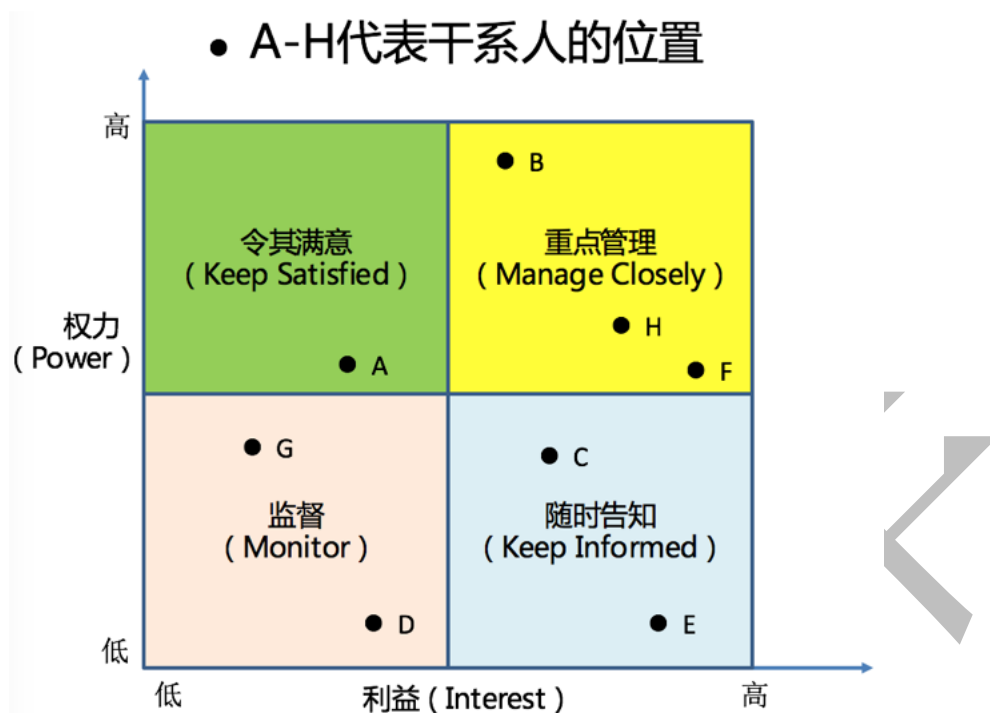 • A-H代表干系人的位置
高
B
令其满意
（Keep Satisfied）
重点管理
（Manage Closely）
权力
（Power）
H
A
F
G
C
监督
（Monitor）
随时告知
（Keep Informed）
D
E
低
低
利益（Interest）
高